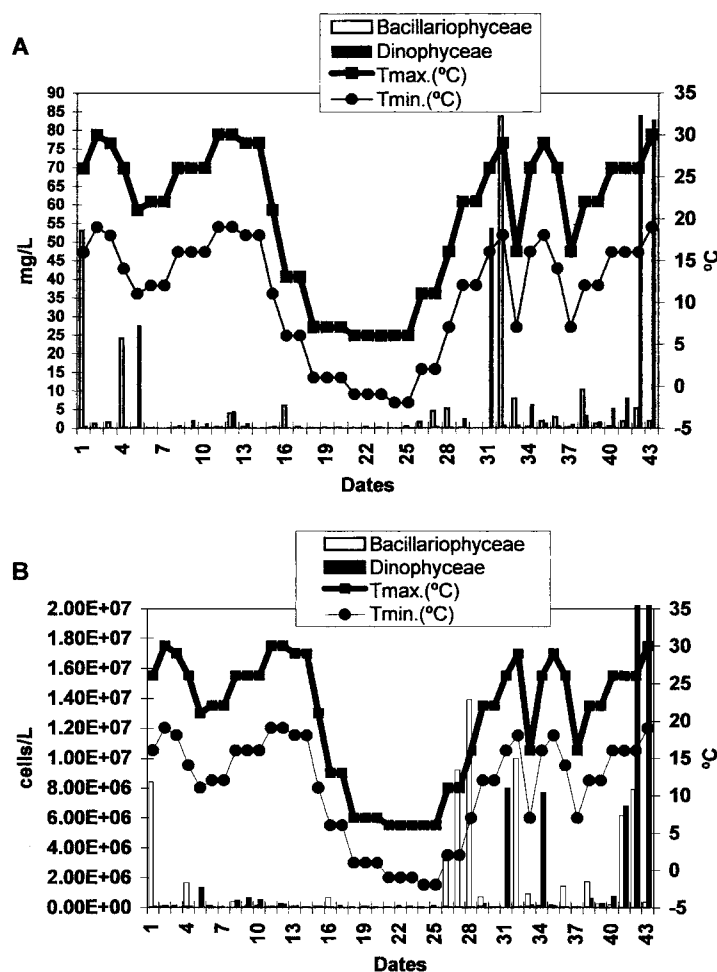 A
Bacillariophyceae
Dinophyceae
Tmax.(ºC)
Tmin.(ºC)
90
85
80
75
70
65
60
55
50
45
40
35
30
25
20
15
10
5
0
mg/L
35
30
25
20
15
10
5
0
-5
ºC
1 4 7 10 13 16 19 22 25 28 31 34 37 40 43
Dates
B
Bacillariophyceae
Dinophyceae
Tmax.(ºC)
Tmin.(ºC)
2.00E+07
1.80E+07
1.60E+07
1.40E+07
1.20E+07
1.00E+07
8.00E+06
6.00E+06
4.00E+06
2.00E+06
0.00E+00
cells/L
35
30
25
20
15
10
5
0
-5
ºC
1 4 7 10 13 16 19 22 25 28 31 34 37 40 43
Dates